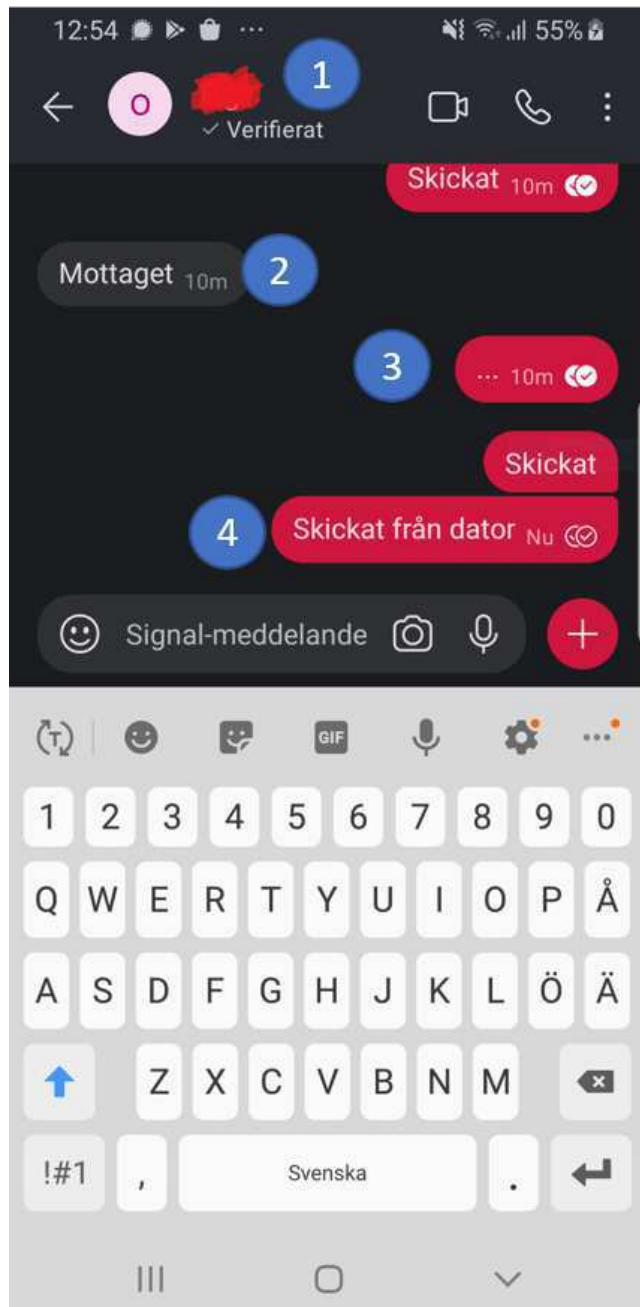 12:54 ... 55%
1
O
✓ Verifierat
Skickat 10m
Mottaget 10m
2
3
... 10m
Skickat
4
Skickat från dator Nu
Signal-meddelande
T GIF
1 2 3 4 5 6 7 8 9 0
Q W E R T Y U I O P Å
A S D F G H J K L Ö Ä
Z X C V B N M
!#1 , Svenska .